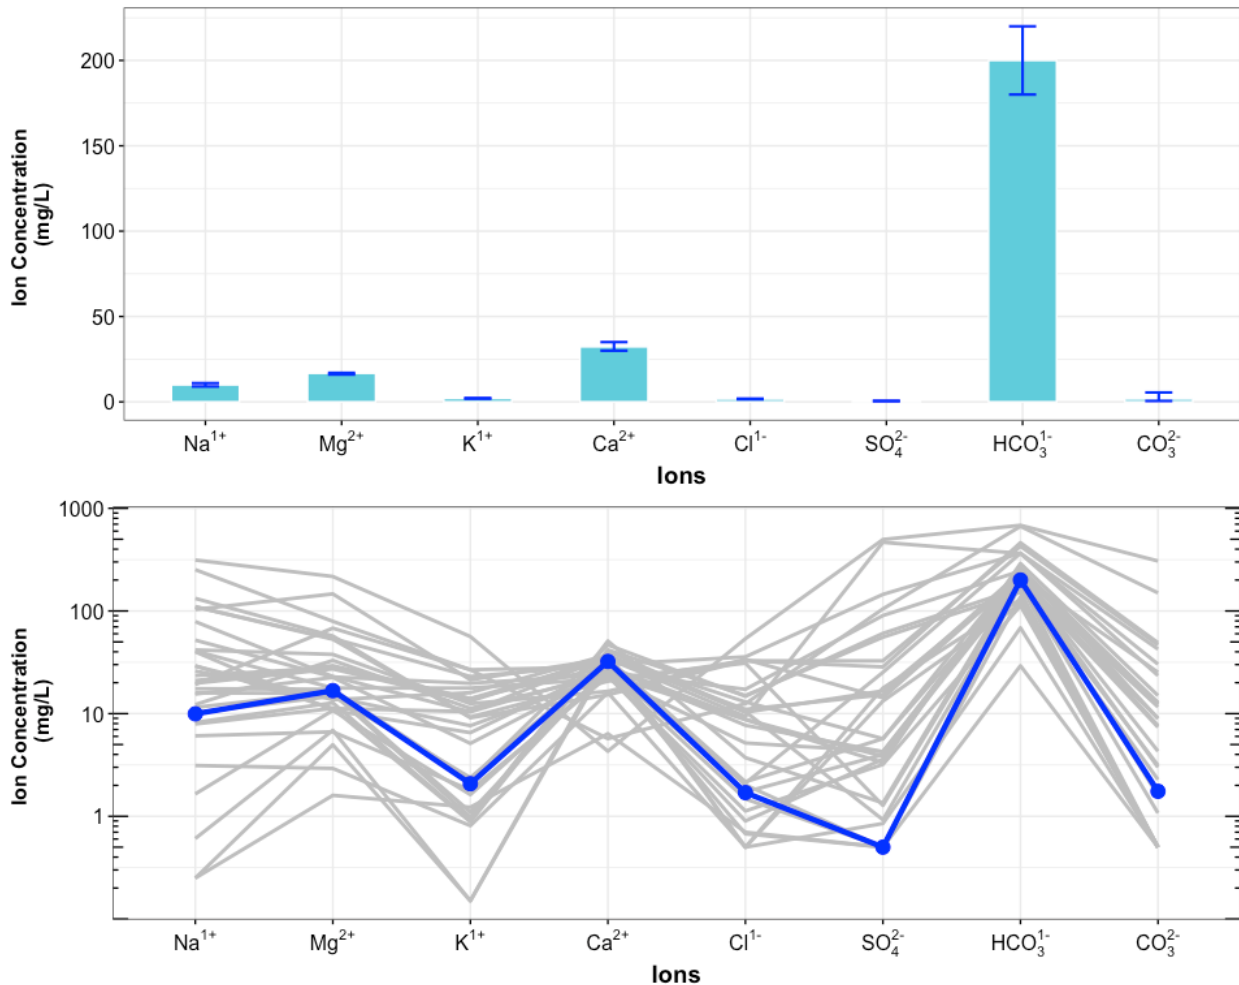 Ion Concentration
(mg/L)
200
150
100
50
0
Na¹⁺ Mg²⁺ K¹⁺ Ca²⁺ Cl¹⁻ SO₄²⁻ HCO₃¹⁻ CO₃²⁻
Ions
Ion Concentration
(mg/L)
1000
100
10
1
Na¹⁺ Mg²⁺ K¹⁺ Ca²⁺ Cl¹⁻ SO₄²⁻ HCO₃¹⁻ CO₃²⁻
Ions